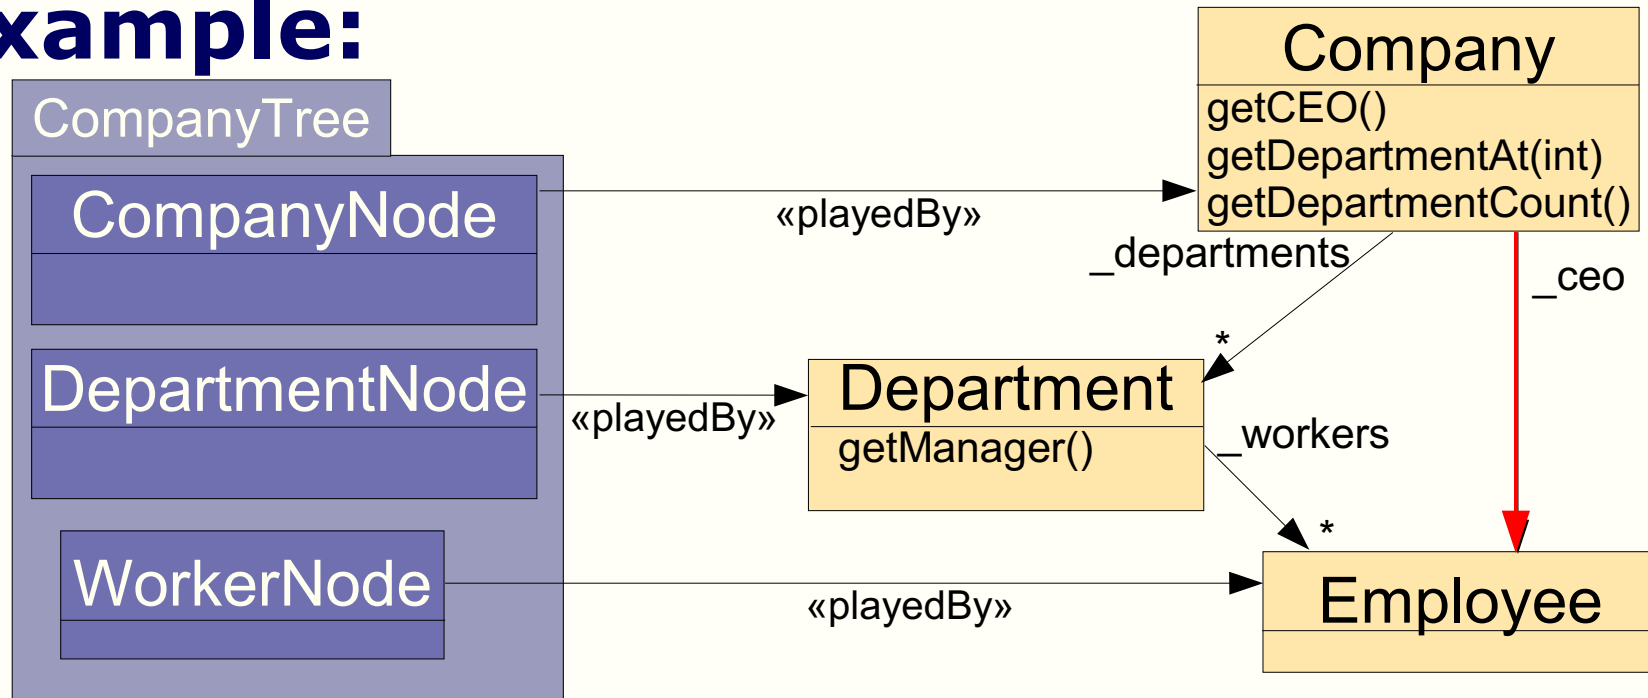 xample:
CompanyTree
CompanyNode
DepartmentNode
WorkerNode
«playedBy»
«playedBy»
«playedBy»
Company
getCEO()
getDepartmentAt(int)
getDepartmentCount()
_departments
_ceo
*
Department
getManager()
_workers
*
Employee